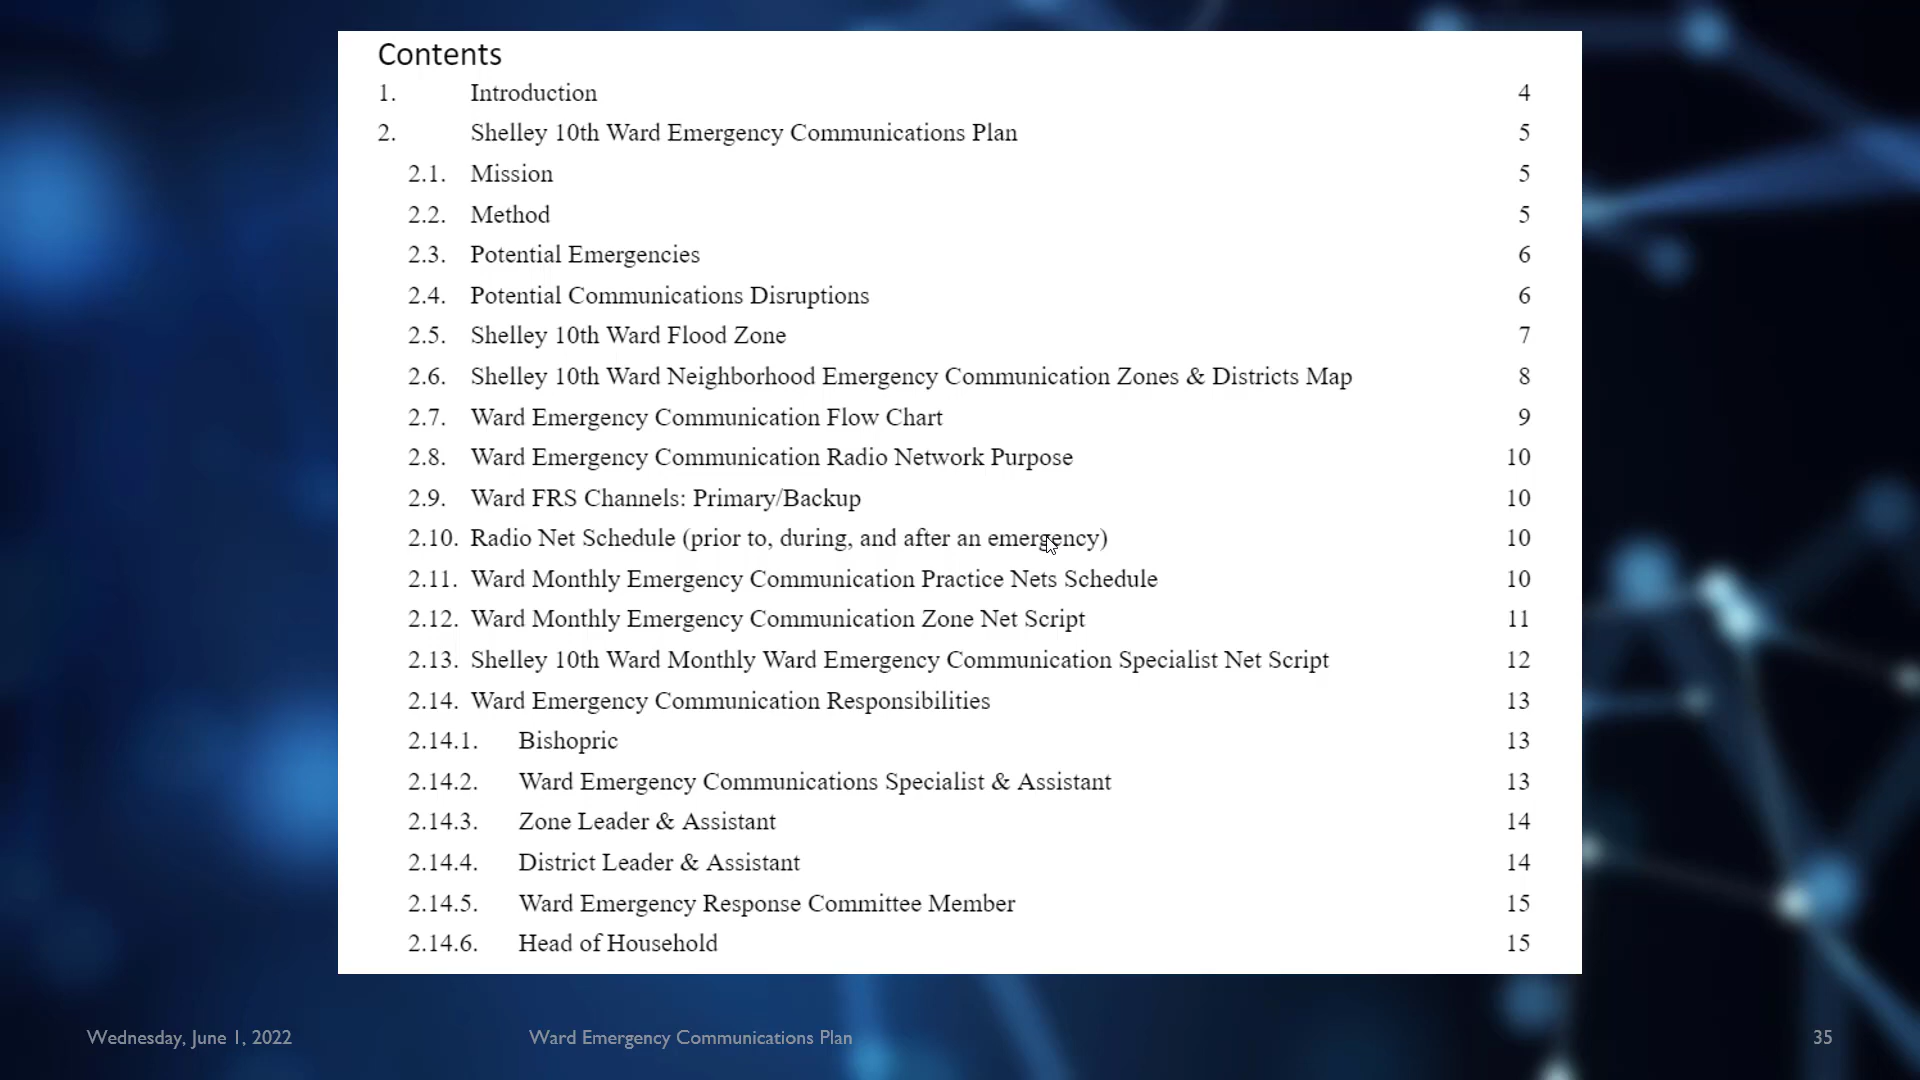 Contents
1. Introduction 4
2. Shelley 10th Ward Emergency Communications Plan 5
2.1. Mission 5
2.2. Method 5
2.3. Potential Emergencies 6
2.4. Potential Communications Disruptions 6
2.5. Shelley 10th Ward Flood Zone 7
2.6. Shelley 10th Ward Neighborhood Emergency Communication Zones & Districts Map 8
2.7. Ward Emergency Communication Flow Chart 9
2.8. Ward Emergency Communication Radio Network Purpose 10
2.9. Ward FRS Channels: Primary/Backup 10
2.10. Radio Net Schedule (prior to, during, and after an emergency) 10
2.11. Ward Monthly Emergency Communication Practice Nets Schedule 10
2.12. Ward Monthly Emergency Communication Zone Net Script 11
2.13. Shelley 10th Ward Monthly Ward Emergency Communication Specialist Net Script 12
2.14. Ward Emergency Communication Responsibilities 13
2.14.1. Bishopric 13
2.14.2. Ward Emergency Communications Specialist & Assistant 13
2.14.3. Zone Leader & Assistant 14
2.14.4. District Leader & Assistant 14
2.14.5. Ward Emergency Response Committee Member 15
2.14.6. Head of Household 15
Wednesday, June 1, 2022 Ward Emergency Communications Plan 35